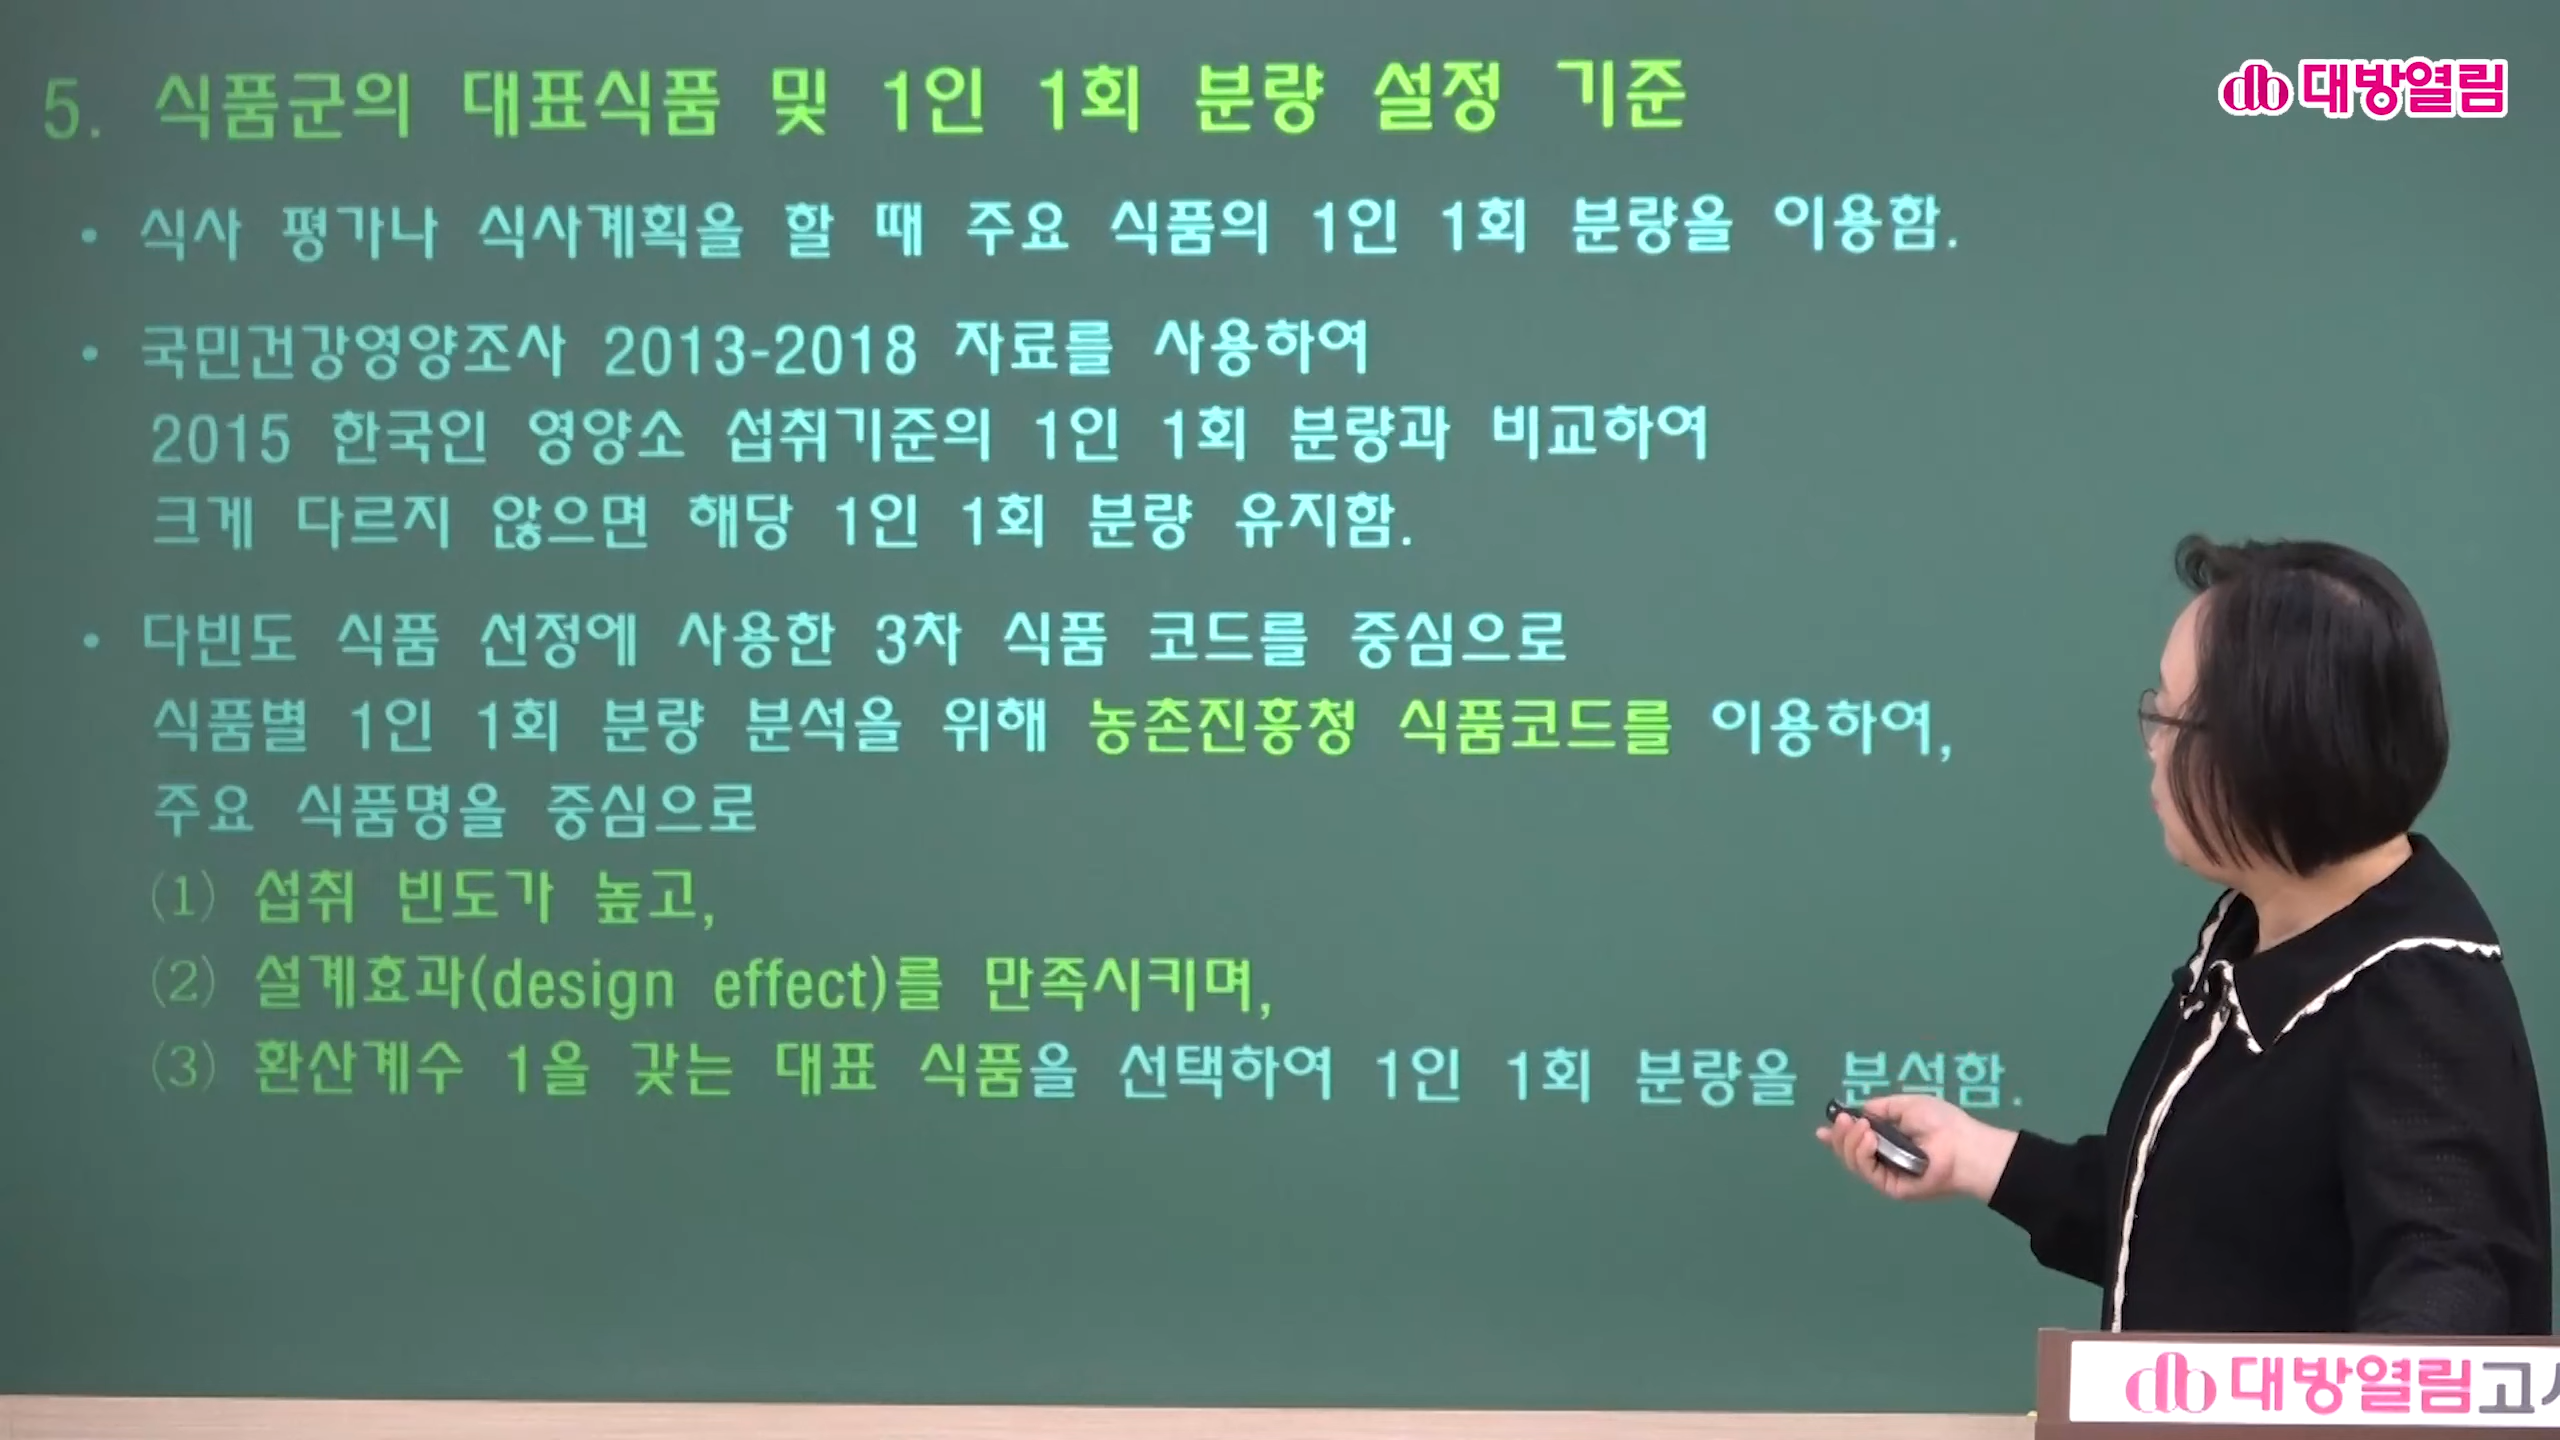 5. 식품군의 대표식품 및 1인 1회 분량 설정 기준
대방열림
• 식사 평가나 식사계획을 할 때 주요 식품의 1인 1회 분량을 이용함.
• 국민건강영양조사 2013-2018 자료를 사용하여
2015 한국인 영양소 섭취기준의 1인 1회 분량과 비교하여
크게 다르지 않으면 해당 1인 1회 분량 유지함.
• 다빈도 식품 선정에 사용한 3차 식품 코드를 중심으로
식품별 1인 1회 분량 분석을 위해 농촌진흥청 식품코드를 이용하여,
주요 식품명을 중심으로
(1) 섭취 빈도가 높고,
(2) 설계효과(design effect)를 만족시키며,
(3) 환산계수 1을 갖는 대표 식품을 선택하여 1인 1회 분량을 분석함.
대방열림고